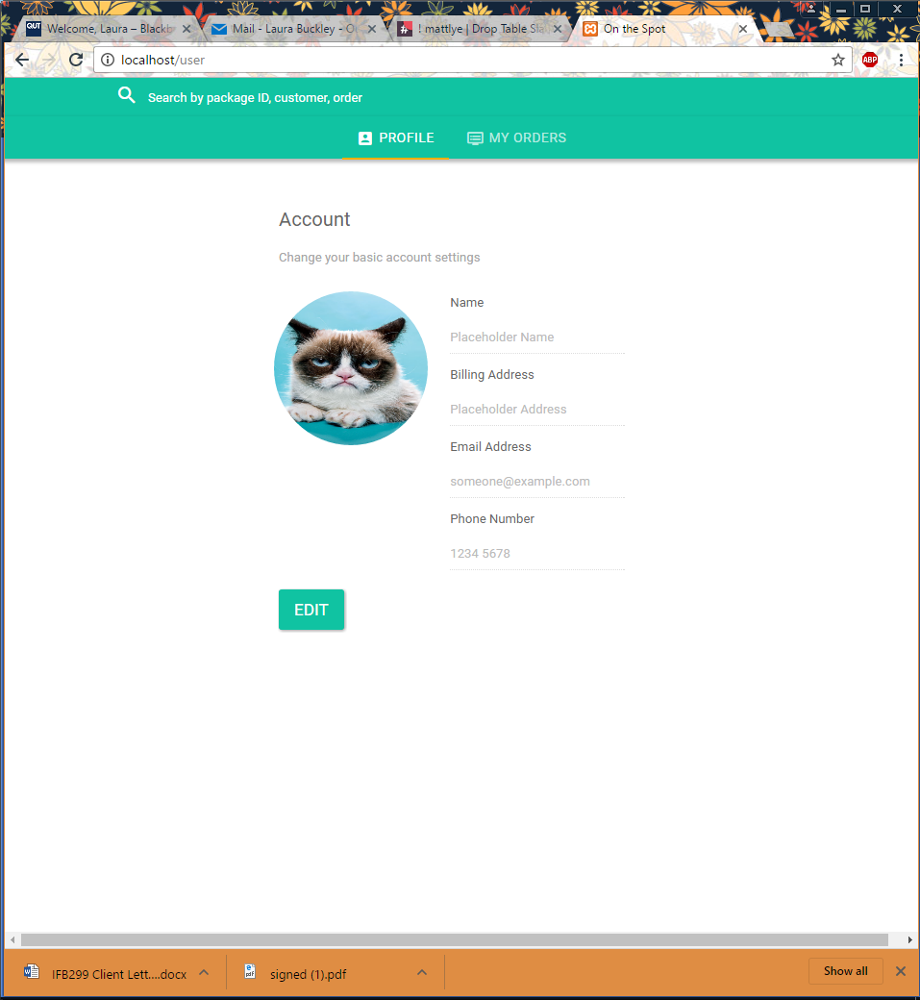 QUT Welcome, Laura – Blackb
Mail - Laura Buckley - O
! mattlye | Drop Table Sla
On the Spot
localhost/user
ABP
Search by package ID, customer, order
PROFILE
MY ORDERS
Account
Change your basic account settings
Name
Placeholder Name
Billing Address
Placeholder Address
Email Address
someone@example.com
Phone Number
1234 5678
EDIT
IFB299 Client Lett....docx
signed (1).pdf
Show all